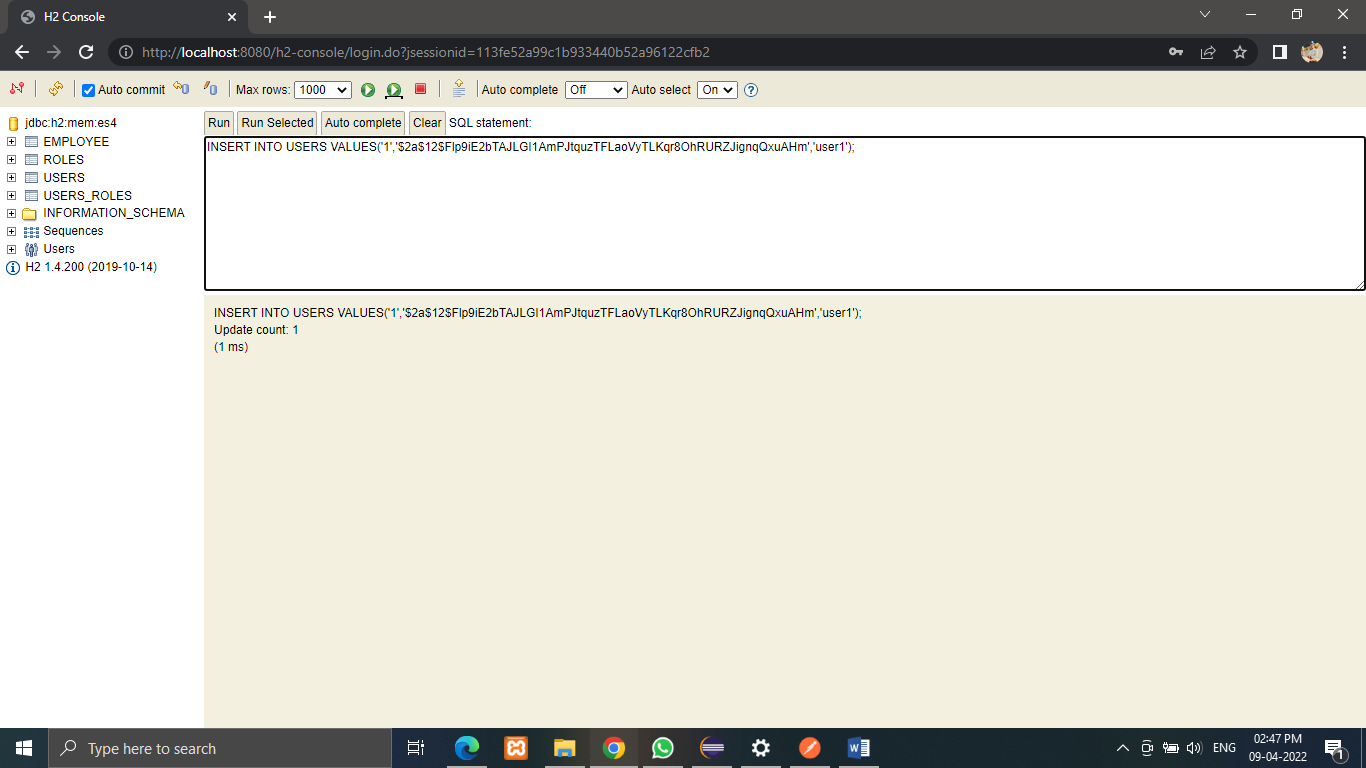 H2 Console
http://localhost:8080/h2-console/login.do?jsessionid=113fe52a99c1b933440b52a96122cfb2
Auto commit Max rows: 1000 Auto complete Off Auto select On
jdbc:h2:mem:es4
EMPLOYEE
ROLES
USERS
USERS_ROLES
INFORMATION_SCHEMA
Sequences
Users
H2 1.4.200 (2019-10-14)
Run Run Selected Auto complete Clear SQL statement:
INSERT INTO USERS VALUES('1','$2a$12$FIp9iE2bTAJLGl1AmPJtquzTFLaoVyTLKqr8OhRURZJignqQxuAHm','user1');
INSERT INTO USERS VALUES('1','$2a$12$FIp9iE2bTAJLGl1AmPJtquzTFLaoVyTLKqr8OhRURZJignqQxuAHm','user1');
Update count: 1
(1 ms)
Type here to search
ENG
02:47 PM
09-04-2022
1